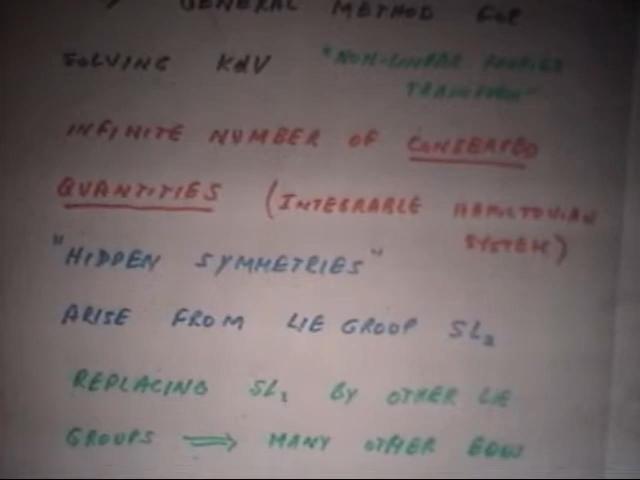 GENERAL METHOD FOR
SOLVING KdV "NON-LINEAR FOURIER
TRANSFORM"
INFINITE NUMBER OF CONSERVED
QUANTITIES (INTEGRABLE HAMILTONIAN
SYSTEM)
"HIDDEN SYMMETRIES"
ARISE FROM LIE GROUP SL₂
REPLACING SL₂ BY OTHER LIE
GROUPS ⟹ MANY OTHER EQNS